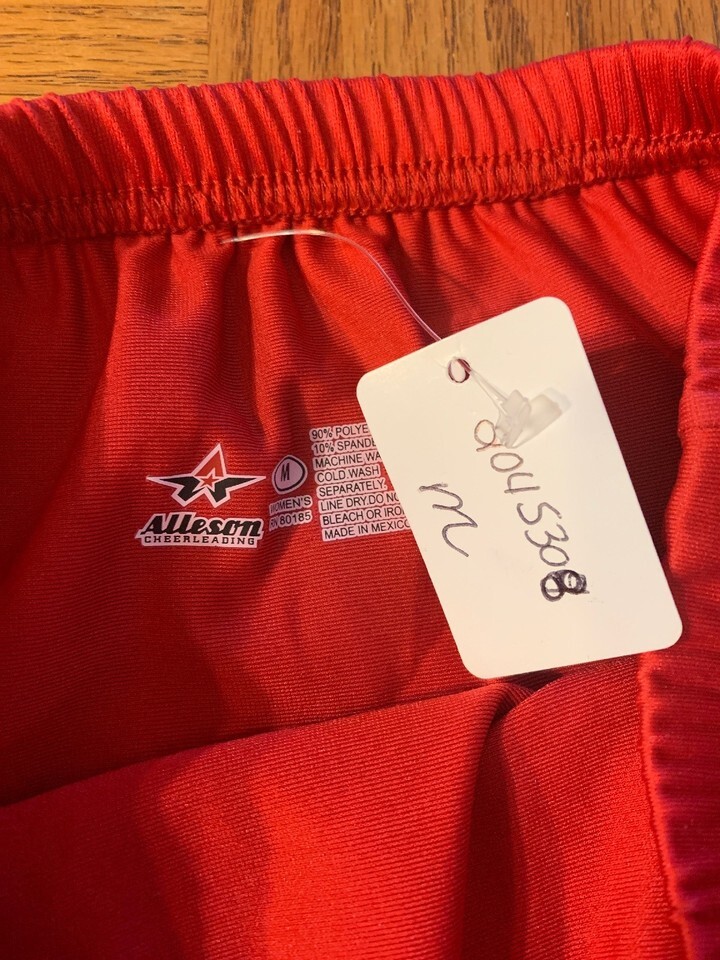 Alleson
CHEERLEADING
M
WOMEN'S
RN 80185
90% POLYE
10% SPANDE
MACHINE WA
COLD.WASH
SEPARATELY.
LINE DRY.DO NO
BLEACH OR IRO
MADE IN MEXICO
9045308
M